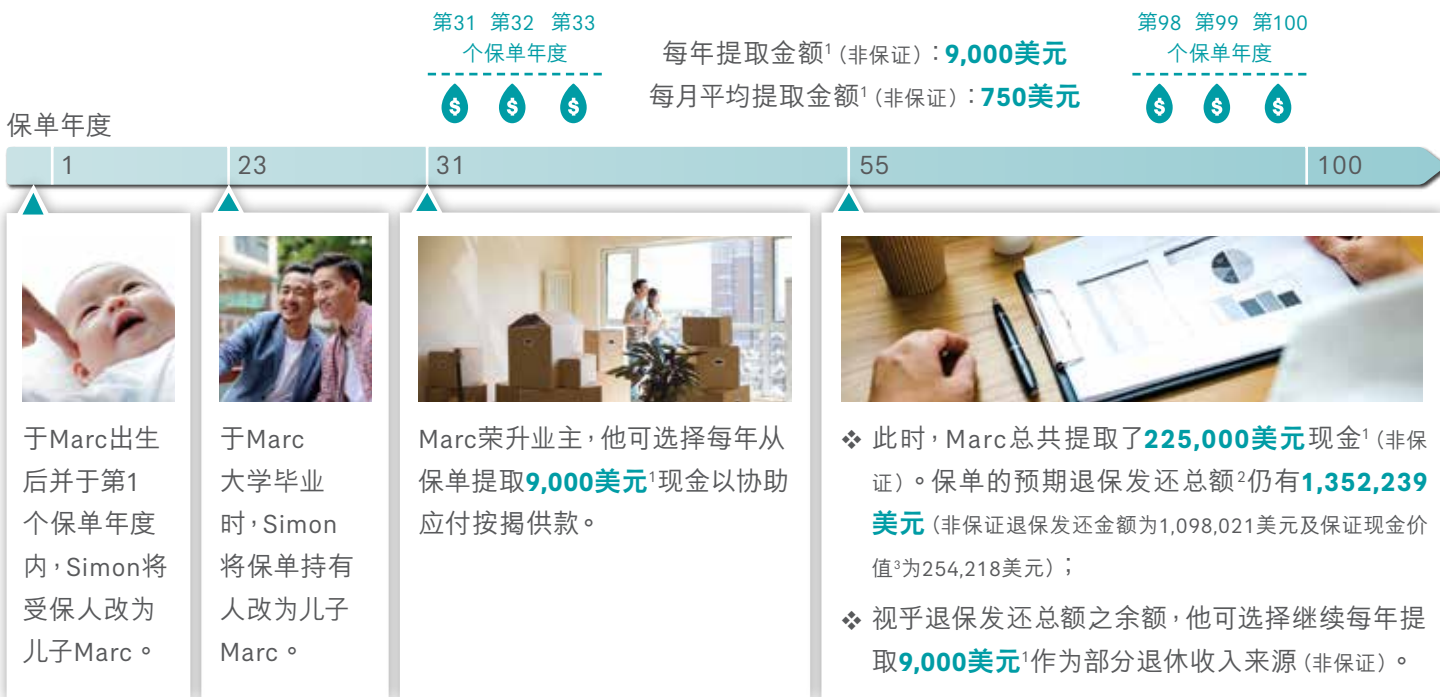 第31 第32 第33
个保单年度
每年提取金额¹（非保证）：9,000美元
每月平均提取金额¹（非保证）：750美元
第98 第99 第100
个保单年度
$ $ $
$ $ $
保单年度
1
23
31
55
100
于Marc出生
后并于第1
个保单年度
内，Simon将
受保人改为
儿子Marc。
于Marc
大学毕业
时，Simon
将保单持有
人改为儿子
Marc。
Marc荣升业主，他可选择每年从
保单提取9,000美元¹现金以协助
应付按揭供款。
❖ 此时，Marc总共提取了225,000美元现金¹（非保
证）。保单的预期退保发还总额²仍有1,352,239
美元（非保证退保发还金额为1,098,021美元及保证现金价
值³为254,218美元）；
❖ 视乎退保发还总额之余额，他可选择继续每年提
取9,000美元¹作为部分退休收入来源（非保证）。